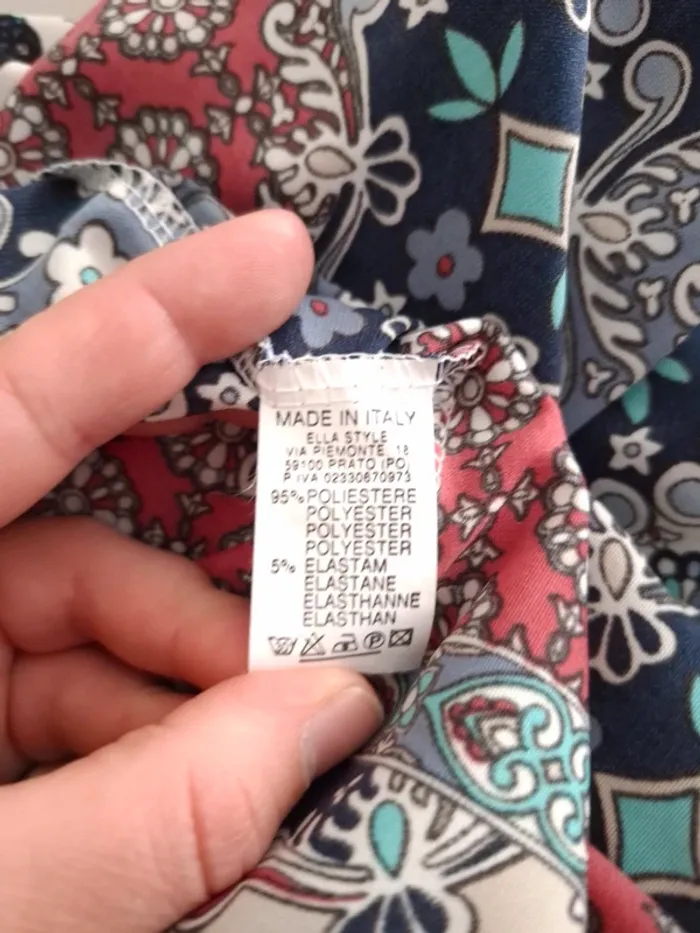 MADE IN ITALY
ELLA STYLE
VIA PIEMONTE, 18
59100 PRATO (PO)
P.IVA 02330670973
95% POLIESTERE
POLYESTER
POLYESTER
POLYESTER
5% ELASTAM
ELASTANE
ELASTHANNE
ELASTHAN
P